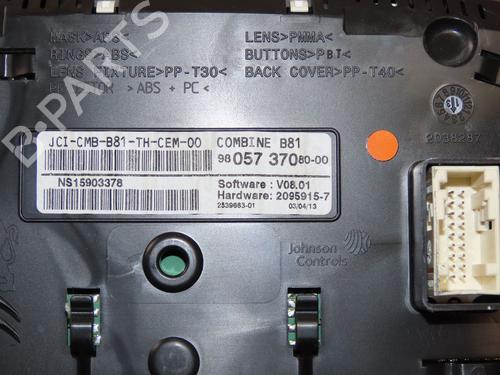 MASK>ABS<
RINGS>ABS<
LENS FIXTURE>PP-T30<
> ABS + PC<
LENS>PMMA<
BUTTONS>PBT<
BACK COVER>PP-T40<
B-PARTS
JCI-CMB-B81-TH-CEM-00
COMBINE B81
98 057 370 80-00
NS15903378
Software : V08.01
Hardware: 2095915-7
2839663-01
03/04/13
2038287
Johnson
Controls